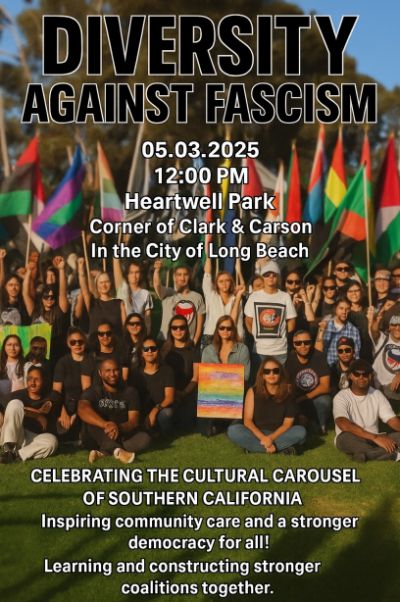 DIVERSITY
AGAINST FASCISM
05.03.2025
12:00 PM
Heartwell Park
Corner of Clark & Carson
In the City of Long Beach
CELEBRATING THE CULTURAL CAROUSEL
OF SOUTHERN CALIFORNIA
Inspiring community care and a stronger
democracy for all!
Learning and constructing stronger
coalitions together.